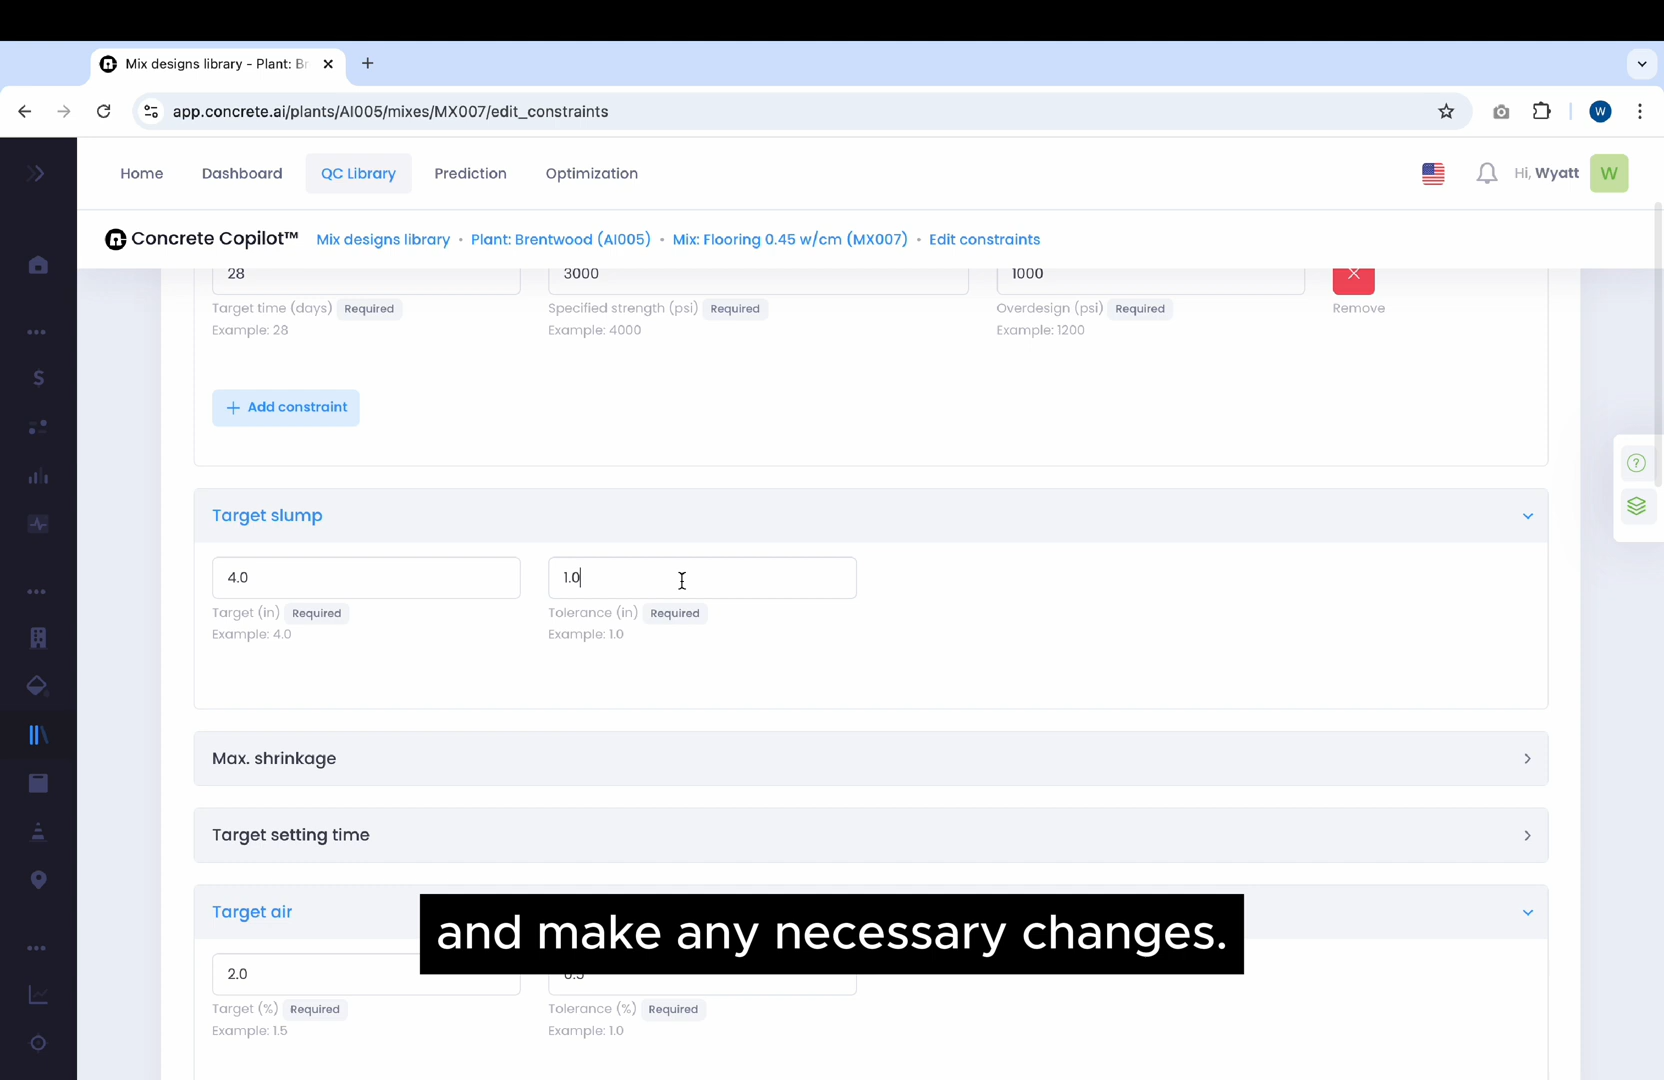 Mix designs library - Plant: Br
app.concrete.ai/plants/AI005/mixes/MX007/edit_constraints
W
Home
Dashboard
QC Library
Prediction
Optimization
Hi, Wyatt
W
Concrete Copilot™
Mix designs library • Plant: Brentwood (AI005) • Mix: Flooring 0.45 w/cm (MX007) • Edit constraints
28
3000
1000
Target time (days) Required
Specified strength (psi) Required
Overdesign (psi) Required
Remove
Example: 28
Example: 4000
Example: 1200
+ Add constraint
Target slump
4.0
1.0
Target (in) Required
Tolerance (in) Required
Example: 4.0
Example: 1.0
Max. shrinkage
Target setting time
Target air
and make any necessary changes.
2.0
0.5
Target (%) Required
Tolerance (%) Required
Example: 1.5
Example: 1.0